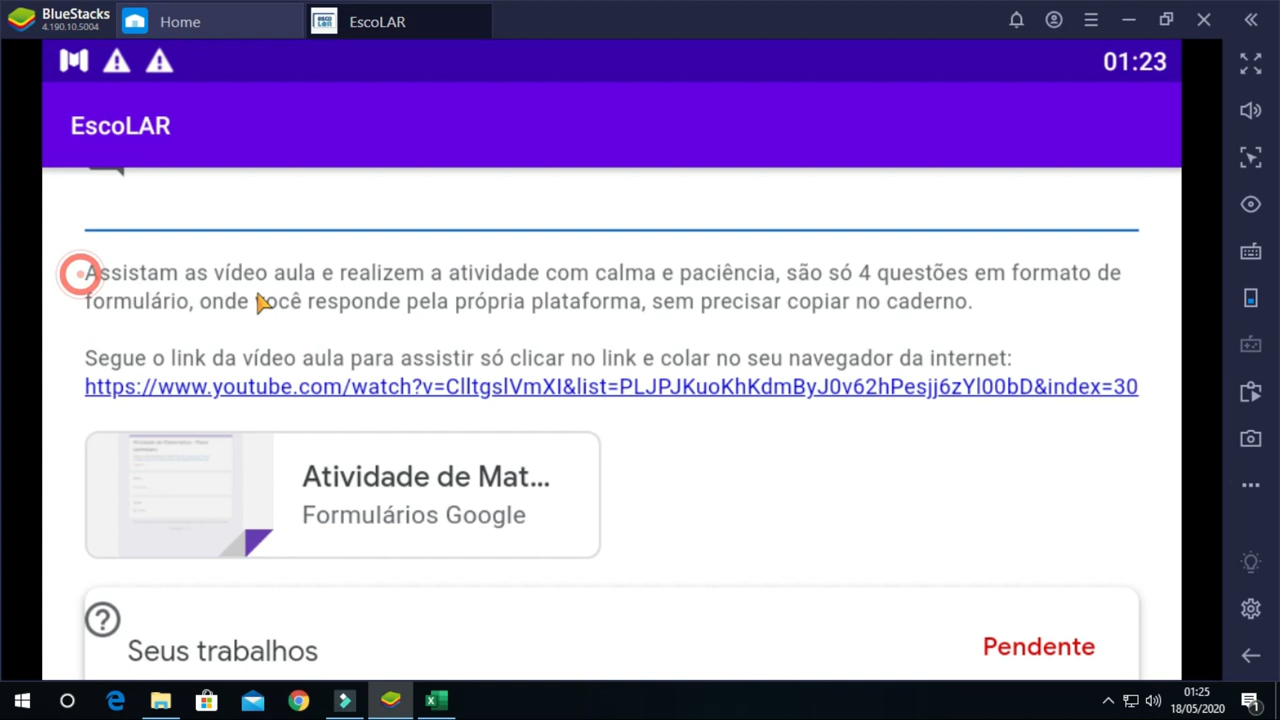 BlueStacks
4.190.10.5004
Home
EscoLAR
01:23
EscoLAR
Assistam as vídeo aula e realizem a atividade com calma e paciência, são só 4 questões em formato de
formulário, onde você responde pela própria plataforma, sem precisar copiar no caderno.
Segue o link da vídeo aula para assistir só clicar no link e colar no seu navegador da internet:
https://www.youtube.com/watch?v=ClltgslVmXI&list=PLJPJKuoKhKdmByJ0v62hPesjj6zYl00bD&index=30
Atividade de Mat...
Formulários Google
Seus trabalhos
Pendente
01:25
18/05/2020